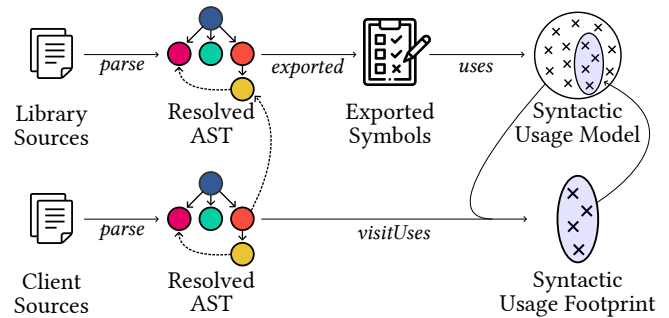 parse
exported
uses
Library
Sources
Resolved
AST
Exported
Symbols
Syntactic
Usage Model
parse
visitUses
Client
Sources
Resolved
AST
Syntactic
Usage Footprint